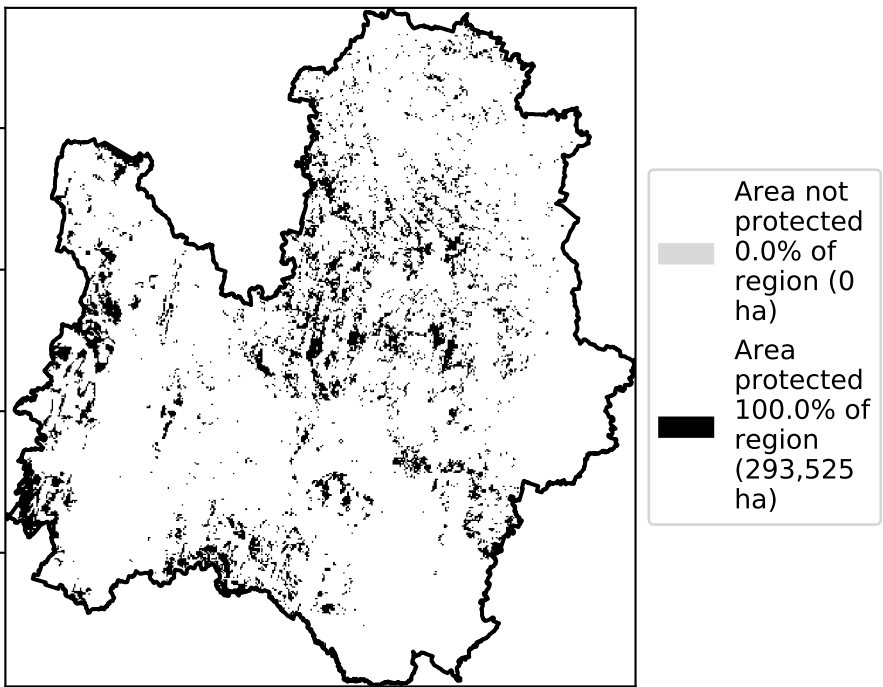 Area not
protected
0.0% of
region (0
ha)
Area
protected
100.0% of
region
(293,525
ha)